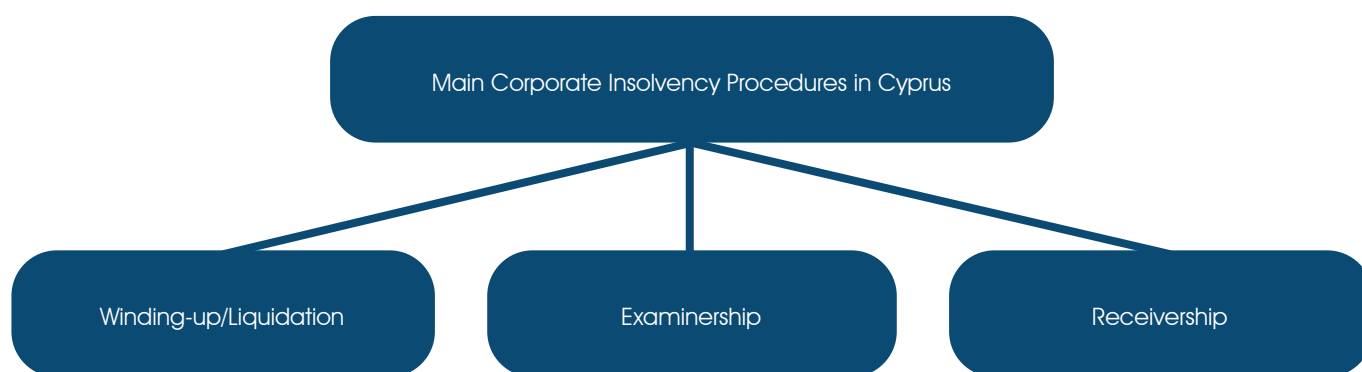 Main Corporate Insolvency Procedures in Cyprus
Winding-up/Liquidation
Examinership
Receivership